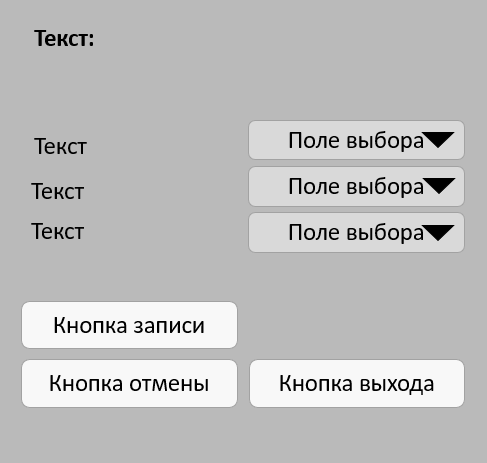 Текст:
Текст Поле выбора
Текст Поле выбора
Текст Поле выбора
Кнопка записи
Кнопка отмены Кнопка выхода